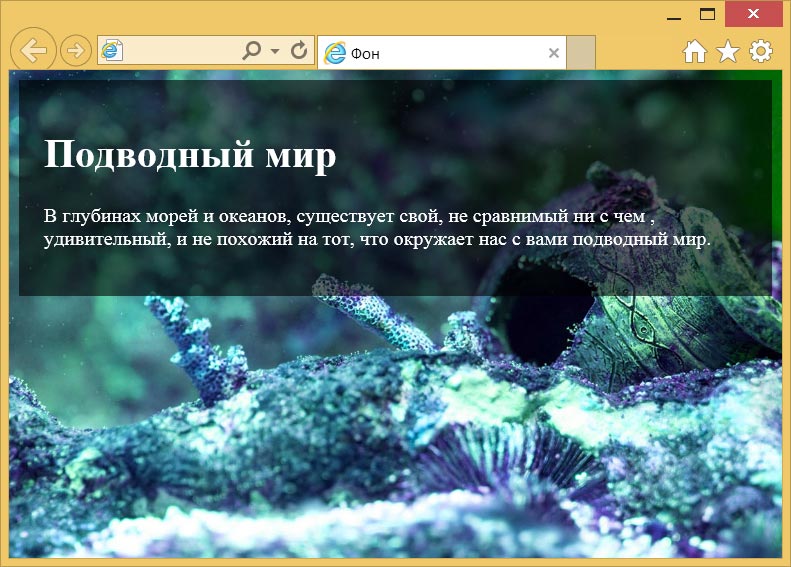 Фон
Подводный мир
В глубинах морей и океанов, существует свой, не сравнимый ни с чем ,
удивительный, и не похожий на тот, что окружает нас с вами подводный мир.